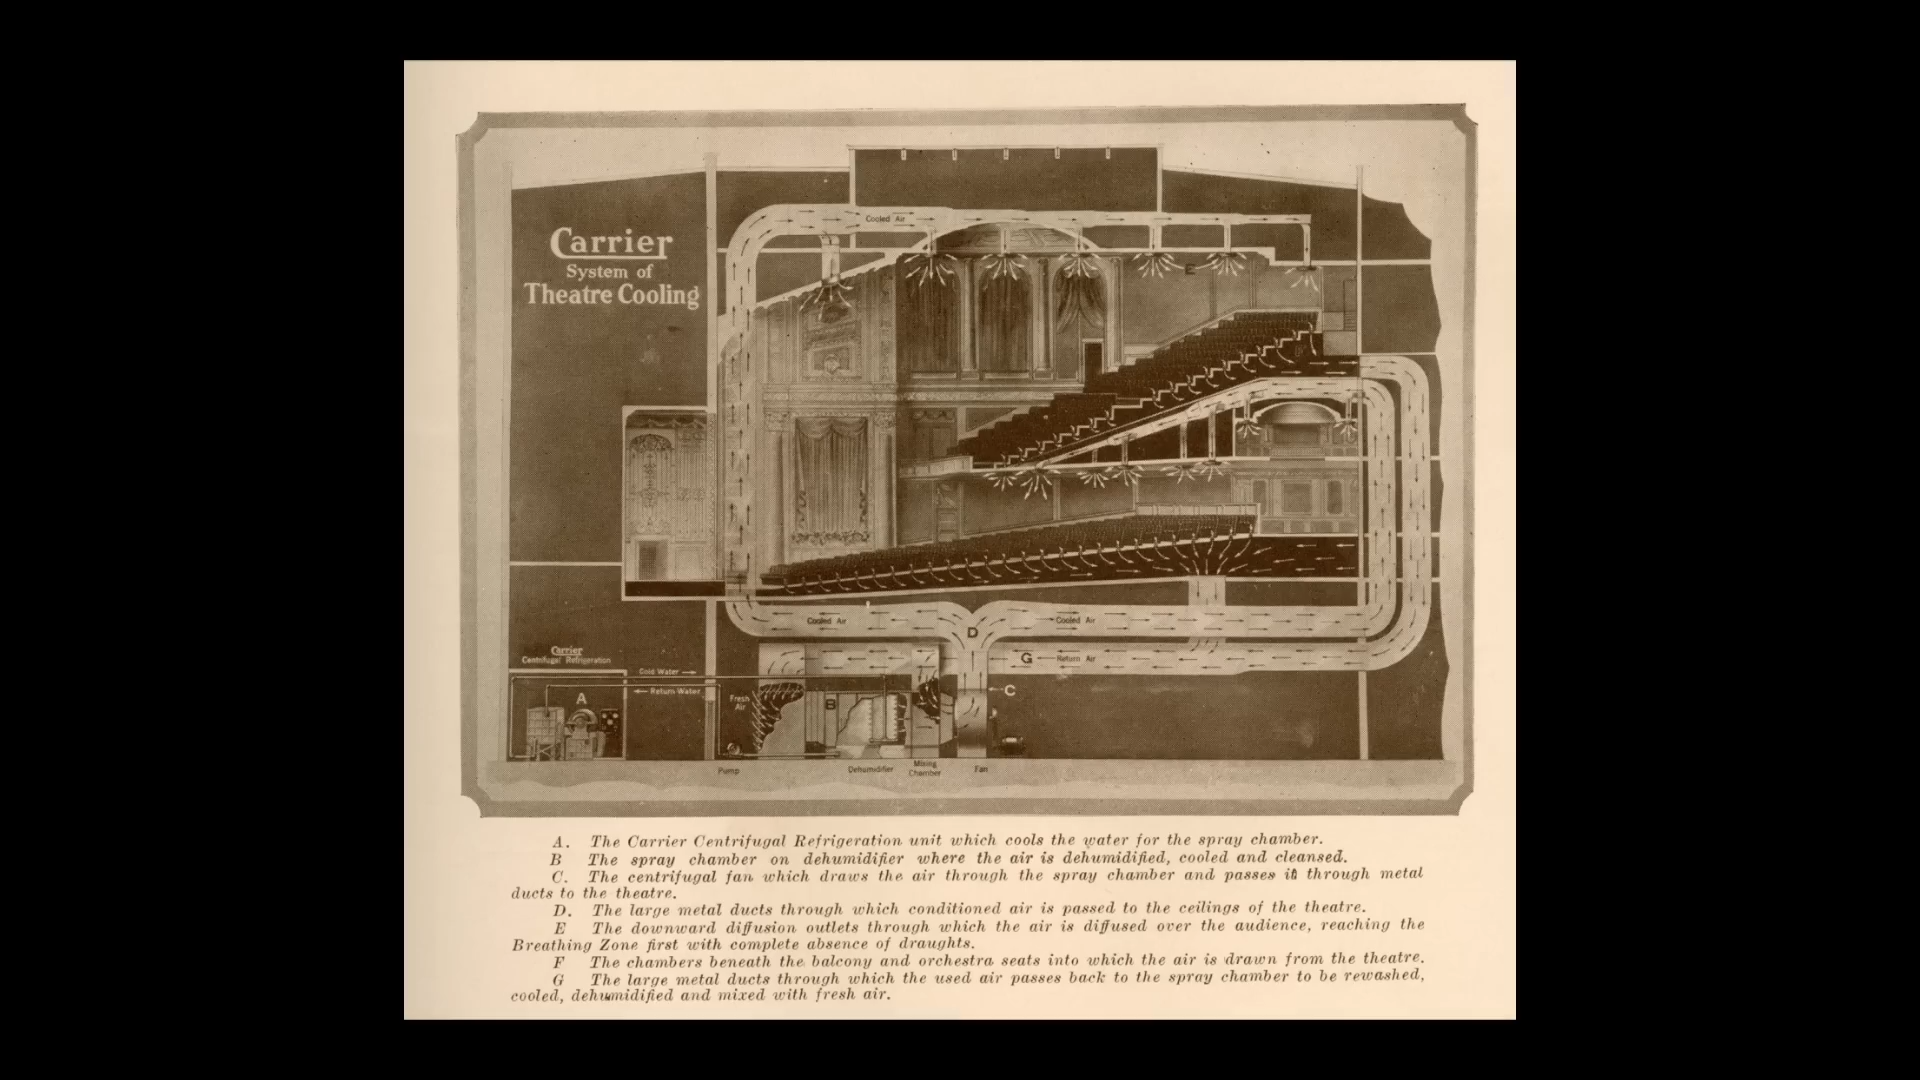 Carrier
System of
Theatre Cooling
Cooled Air
E
Cooled Air
D
Cooled Air
G
Return Air
Carrier
Centrifugal Refrigeration
Cold Water
Return Water
A
Fresh
Air
B
C
Pump
Dehumidifier
Mixing
Chamber
Fan
A. The Carrier Centrifugal Refrigeration unit which cools the water for the spray chamber.
B The spray chamber on dehumidifier where the air is dehumidified, cooled and cleansed.
C. The centrifugal fan which draws the air through the spray chamber and passes it through metal
ducts to the theatre.
D. The large metal ducts through which conditioned air is passed to the ceilings of the theatre.
E The downward diffusion outlets through which the air is diffused over the audience, reaching the
Breathing Zone first with complete absence of draughts.
F The chambers beneath the balcony and orchestra seats into which the air is drawn from the theatre.
G The large metal ducts through which the used air passes back to the spray chamber to be rewashed,
cooled, dehumidified and mixed with fresh air.